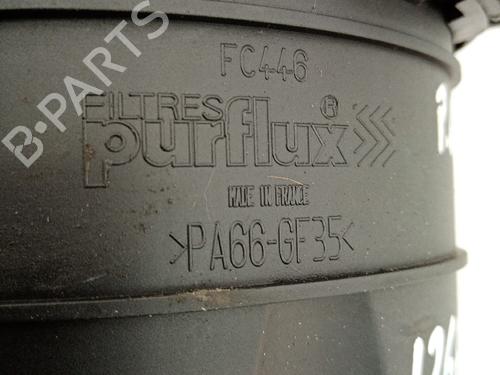 FC446
FILTRES
purflux®
MADE IN FRANCE
>PA66-GF35<
B-PARTS